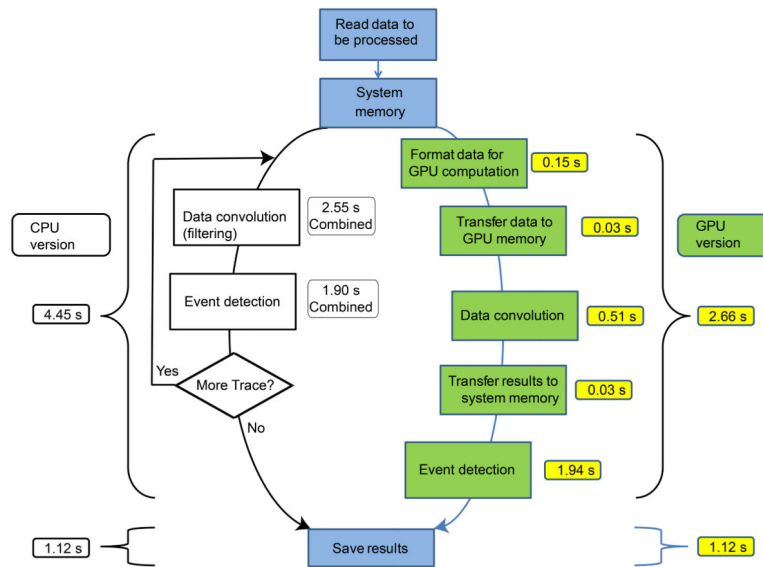 Read data to
be processed
System
memory
Format data for
GPU computation
0.15 s
CPU
version
Data convolution
(filtering)
2.55 s
Combined
Transfer data to
GPU memory
0.03 s
GPU
version
Event detection
1.90 s
Combined
4.45 s
Data convolution
0.51 s
2.66 s
Yes
More Trace?
Transfer results to
system memory
0.03 s
No
Event detection
1.94 s
1.12 s
Save results
1.12 s